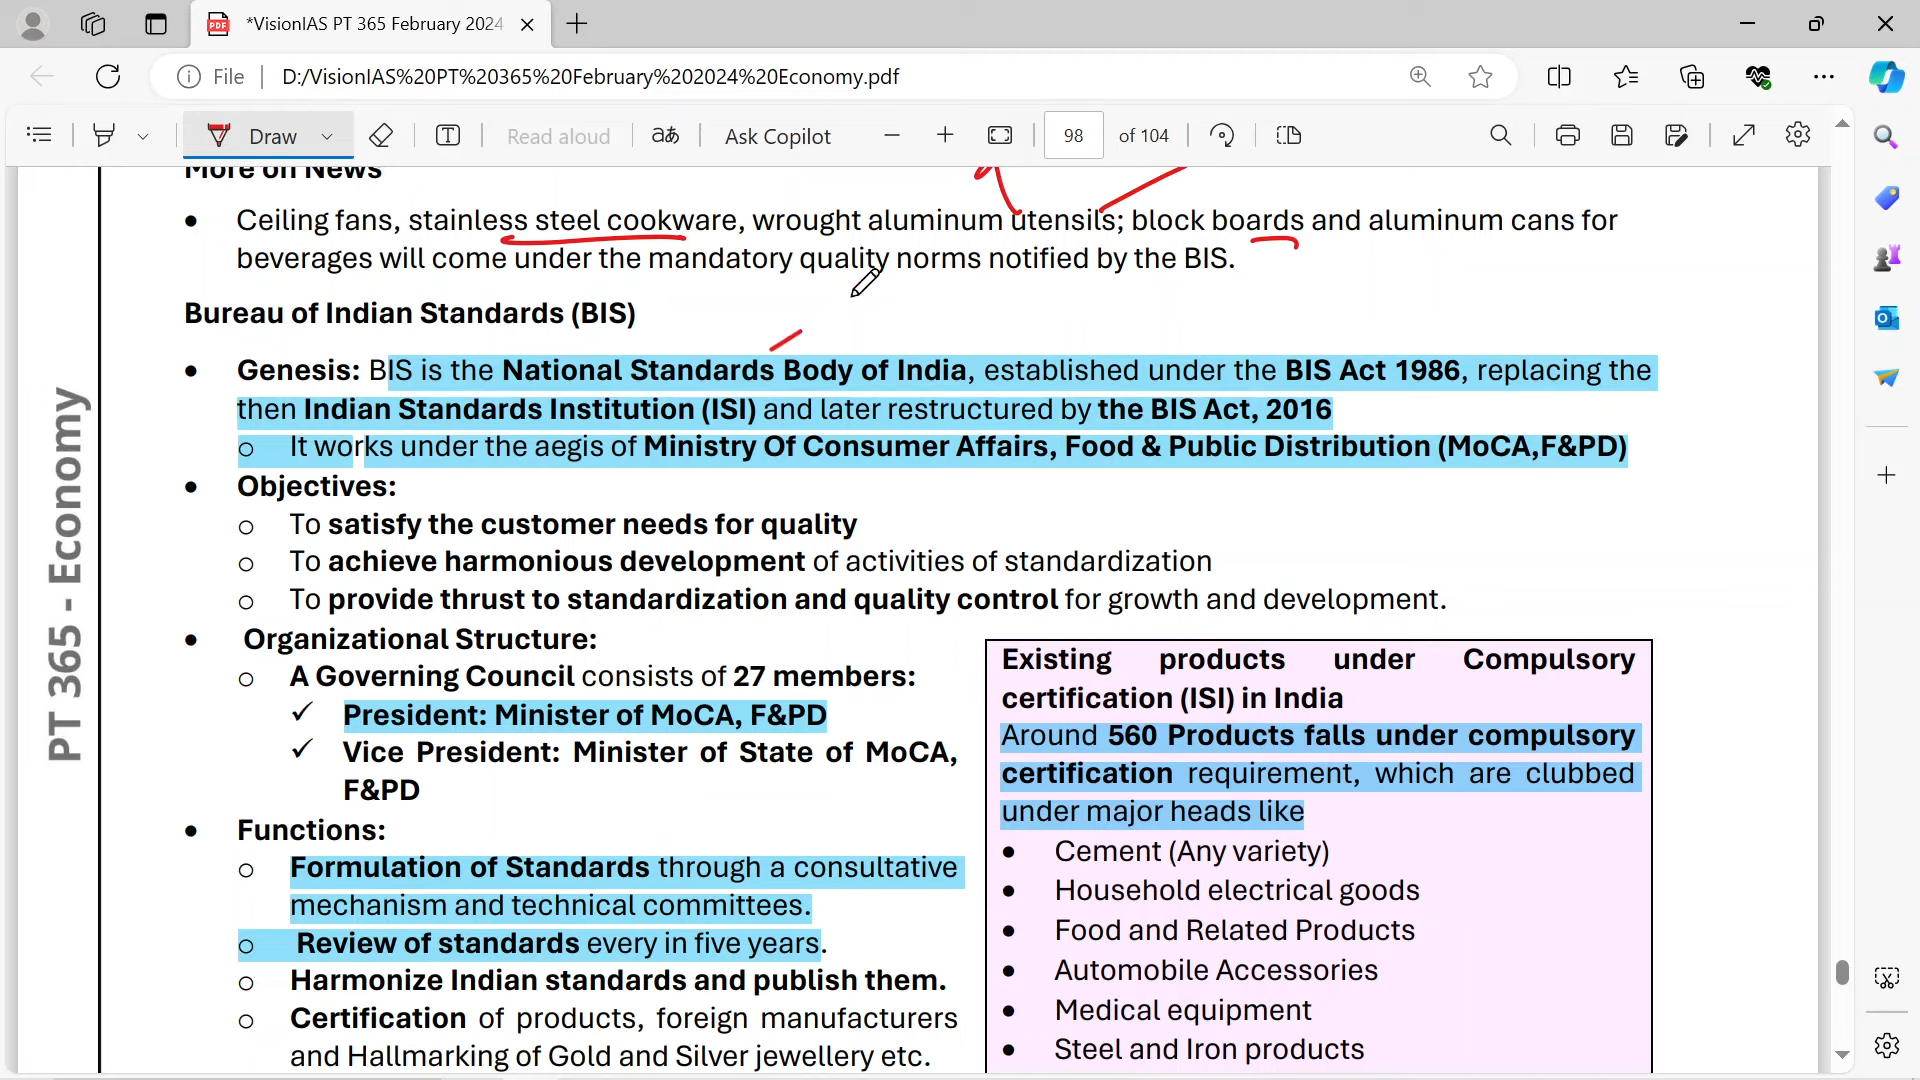 *VisionIAS PT 365 February 2024
File
D:/VisionIAS%20PT%20365%20February%202024%20Economy.pdf
Draw
Read aloud
aあ
Ask Copilot
98
of 104
More on News
• Ceiling fans, stainless steel cookware, wrought aluminum utensils; block boards and aluminum cans for
beverages will come under the mandatory quality norms notified by the BIS.
Bureau of Indian Standards (BIS)
• Genesis: BIS is the National Standards Body of India, established under the BIS Act 1986, replacing the
then Indian Standards Institution (ISI) and later restructured by the BIS Act, 2016
o It works under the aegis of Ministry Of Consumer Affairs, Food & Public Distribution (MoCA,F&PD)
• Objectives:
o To satisfy the customer needs for quality
o To achieve harmonious development of activities of standardization
o To provide thrust to standardization and quality control for growth and development.
• Organizational Structure:
o A Governing Council consists of 27 members:
✓ President: Minister of MoCA, F&PD
✓ Vice President: Minister of State of MoCA,
F&PD
• Functions:
o Formulation of Standards through a consultative
mechanism and technical committees.
o Review of standards every in five years.
o Harmonize Indian standards and publish them.
o Certification of products, foreign manufacturers
and Hallmarking of Gold and Silver jewellery etc.
Existing products under Compulsory
certification (ISI) in India
Around 560 Products falls under compulsory
certification requirement, which are clubbed
under major heads like
• Cement (Any variety)
• Household electrical goods
• Food and Related Products
• Automobile Accessories
• Medical equipment
• Steel and Iron products
PT 365 - Economy